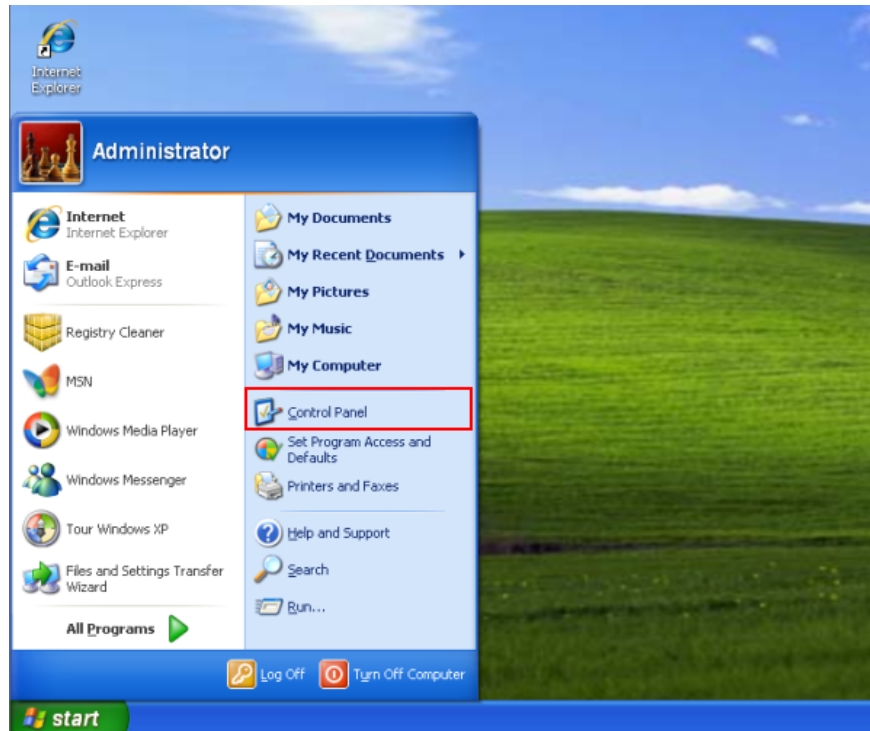 Internet
Explorer
Administrator
Internet
Internet Explorer
E-mail
Outlook Express
Registry Cleaner
MSN
Windows Media Player
Windows Messenger
Tour Windows XP
Files and Settings Transfer
Wizard
All Programs
My Documents
My Recent Documents
My Pictures
My Music
My Computer
Control Panel
Set Program Access and
Defaults
Printers and Faxes
Help and Support
Search
Run...
Log Off
Turn Off Computer
start